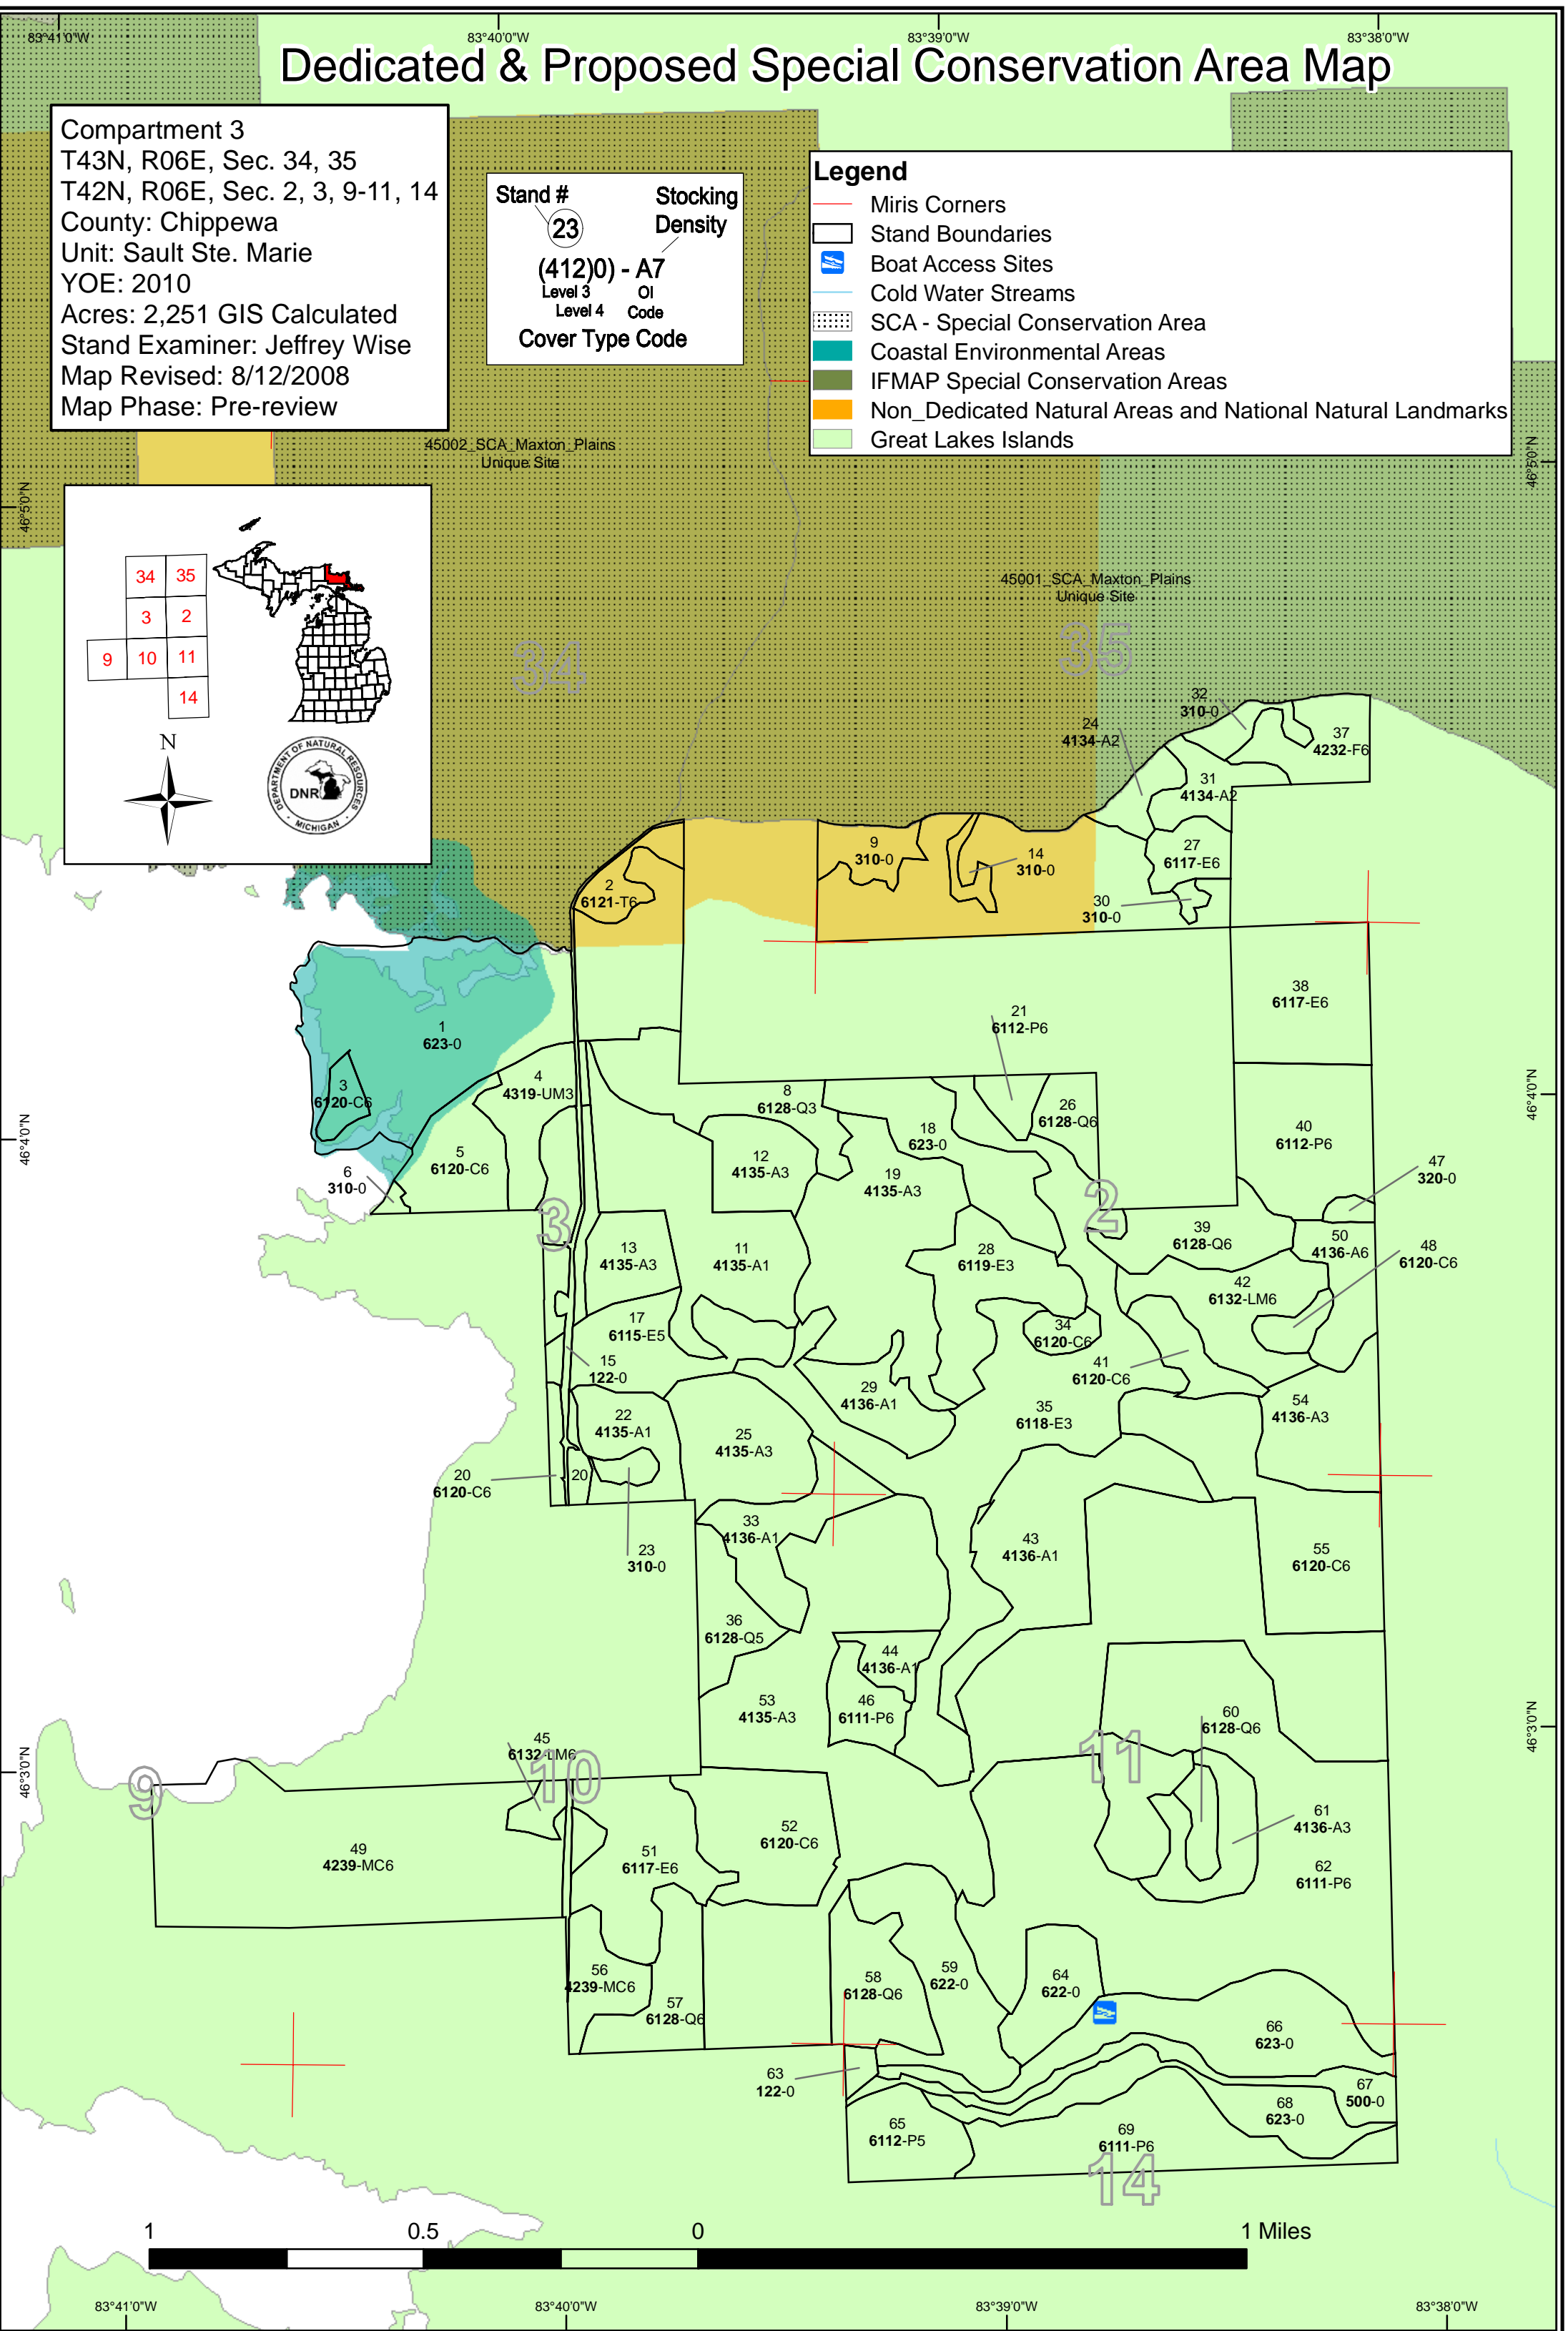 83°41'0"W
83°40'0"W
83°39'0"W
83°38'0"W
Dedicated & Proposed Special Conservation Area Map
Compartment 3
T43N, R06E, Sec. 34, 35
T42N, R06E, Sec. 2, 3, 9-11, 14
County: Chippewa
Unit: Sault Ste. Marie
YOE: 2010
Acres: 2,251 GIS Calculated
Stand Examiner: Jeffrey Wise
Map Revised: 8/12/2008
Map Phase: Pre-review
Stand #
Stocking
Density
23
(412)0) - A7
Level 3
OI
Level 4
Code
Cover Type Code
Legend
Miris Corners
Stand Boundaries
Boat Access Sites
Cold Water Streams
SCA - Special Conservation Area
Coastal Environmental Areas
IFMAP Special Conservation Areas
Non_Dedicated Natural Areas and National Natural Landmarks
Great Lakes Islands
45002_SCA_Maxton_Plains
Unique Site
46°5'0"N
46°5'0"N
34 35
3 2
9 10 11
14
N
DEPARTMENT OF NATURAL RESOURCES
DNR
MICHIGAN
45001_SCA_Maxton_Plains
Unique Site
34
35
32
310-0
24
4134-A2
37
4232-F6
31
4134-A2
27
6117-E6
9
310-0
14
310-0
2
6121-T6
30
310-0
38
6117-E6
21
6112-P6
1
623-0
3
6120-C6
4
4319-UM3
8
6128-Q3
26
6128-Q6
18
623-0
40
6112-P6
46°4'0"N
46°4'0"N
5
6120-C6
12
4135-A3
19
4135-A3
6
310-0
47
320-0
3
2
39
6128-Q6
50
4136-A6
48
6120-C6
13
4135-A3
11
4135-A1
28
6119-E3
42
6132-LM6
17
6115-E5
34
6120-C6
15
122-0
41
6120-C6
29
4136-A1
35
6118-E3
54
4136-A3
22
4135-A1
25
4135-A3
20
6120-C6
20
33
4136-A1
23
310-0
43
4136-A1
55
6120-C6
36
6128-Q5
44
4136-A1
46
6111-P6
53
4135-A3
60
6128-Q6
46°3'0"N
46°3'0"N
45
6132-LM6
9
10
11
61
4136-A3
49
4239-MC6
51
6117-E6
52
6120-C6
62
6111-P6
56
4239-MC6
57
6128-Q6
58
6128-Q6
59
622-0
64
622-0
66
623-0
63
122-0
67
500-0
68
623-0
65
6112-P5
69
6111-P6
14
1 0.5 0 1 Miles
83°41'0"W
83°40'0"W
83°39'0"W
83°38'0"W